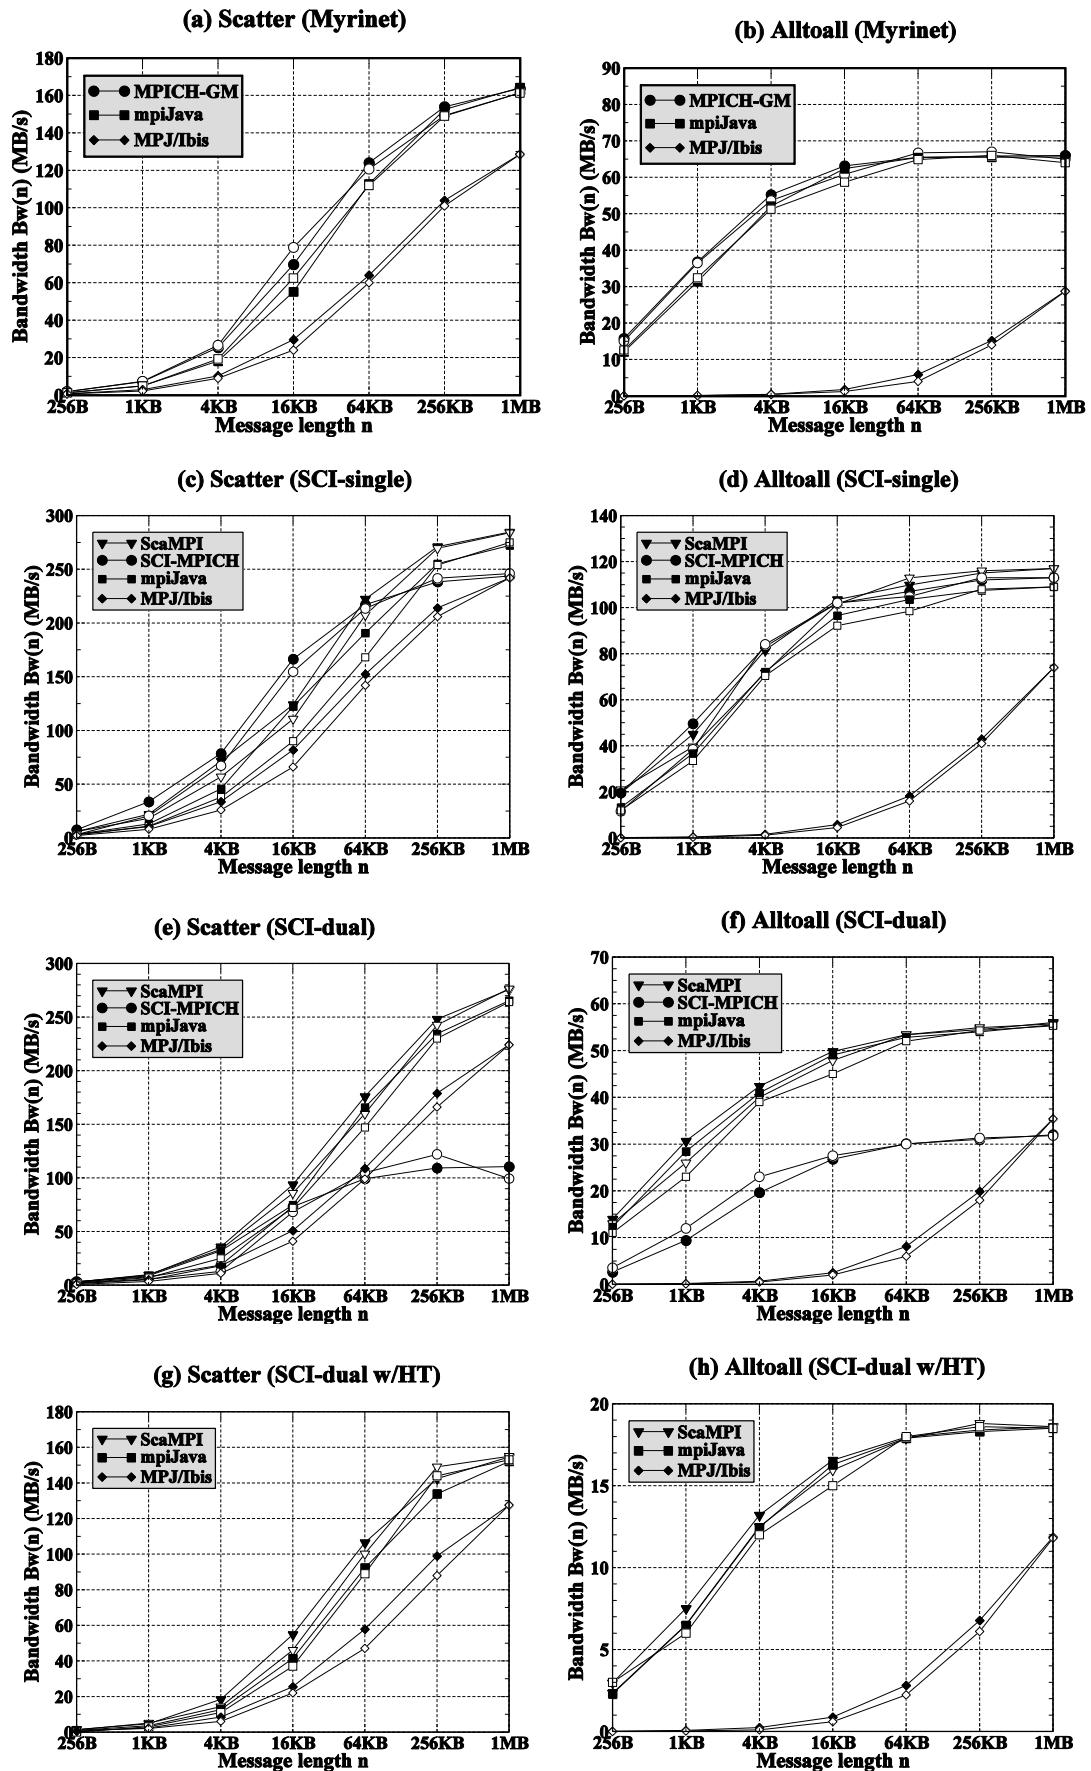 (a) Scatter (Myrinet)
180
160
140
120
100
80
60
40
20
0
Bandwidth Bw(n) (MB/s)
MPICH-GM
mpiJava
MPJ/Ibis
256B 1KB 4KB 16KB 64KB 256KB 1MB
Message length n
(b) Alltoall (Myrinet)
90
80
70
60
50
40
30
20
10
0
Bandwidth Bw(n) (MB/s)
MPICH-GM
mpiJava
MPJ/Ibis
256B 1KB 4KB 16KB 64KB 256KB 1MB
Message length n
(c) Scatter (SCI-single)
300
250
200
150
100
50
0
Bandwidth Bw(n) (MB/s)
ScaMPI
SCI-MPICH
mpiJava
MPJ/Ibis
256B 1KB 4KB 16KB 64KB 256KB 1MB
Message length n
(d) Alltoall (SCI-single)
140
120
100
80
60
40
20
0
Bandwidth Bw(n) (MB/s)
ScaMPI
SCI-MPICH
mpiJava
MPJ/Ibis
256B 1KB 4KB 16KB 64KB 256KB 1MB
Message length n
(e) Scatter (SCI-dual)
300
250
200
150
100
50
0
Bandwidth Bw(n) (MB/s)
ScaMPI
SCI-MPICH
mpiJava
MPJ/Ibis
256B 1KB 4KB 16KB 64KB 256KB 1MB
Message length n
(f) Alltoall (SCI-dual)
70
60
50
40
30
20
10
0
Bandwidth Bw(n) (MB/s)
ScaMPI
SCI-MPICH
mpiJava
MPJ/Ibis
256B 1KB 4KB 16KB 64KB 256KB 1MB
Message length n
(g) Scatter (SCI-dual w/HT)
180
160
140
120
100
80
60
40
20
0
Bandwidth Bw(n) (MB/s)
ScaMPI
mpiJava
MPJ/Ibis
256B 1KB 4KB 16KB 64KB 256KB 1MB
Message length n
(h) Alltoall (SCI-dual w/HT)
20
15
10
5
0
Bandwidth Bw(n) (MB/s)
ScaMPI
mpiJava
MPJ/Ibis
256B 1KB 4KB 16KB 64KB 256KB 1MB
Message length n